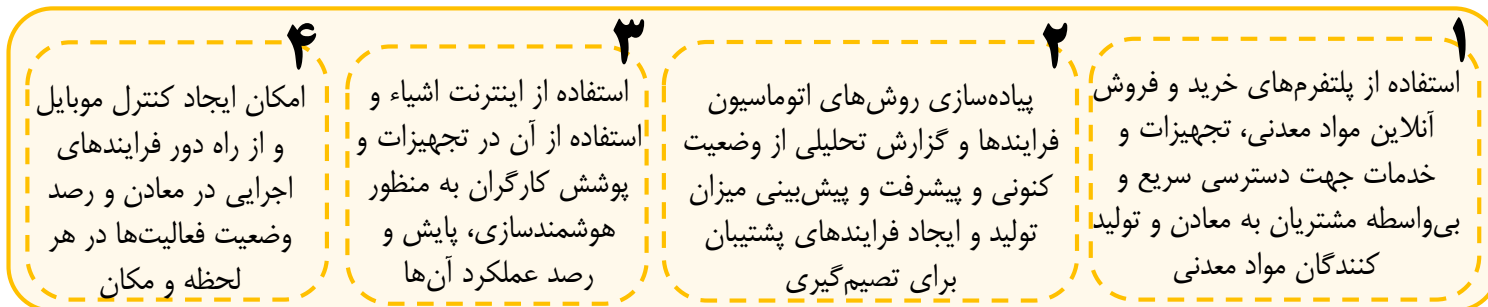 ۱
استفاده از پلتفرم‌های خرید و فروش
آنلاین مواد معدنی، تجهیزات و
خدمات جهت دسترسی سریع و
بی‌واسطه مشتریان به معادن و تولید
کنندگان مواد معدنی
۲
پیاده‌سازی روش‌های اتوماسیون
فرایندها و گزارش تحلیلی از وضعیت
کنونی و پیشرفت و پیش‌بینی میزان
تولید و ایجاد فرایندهای پشتیبان
برای تصیم‌گیری
۳
استفاده از اینترنت اشیاء و
استفاده از آن در تجهیزات و
پوشش کارگران به منظور
هوشمندسازی، پایش و
رصد عملکرد آن‌ها
۴
امکان ایجاد کنترل موبایل
و از راه دور فرایندهای
اجرایی در معادن و رصد
وضعیت فعالیت‌ها در هر
لحظه و مکان